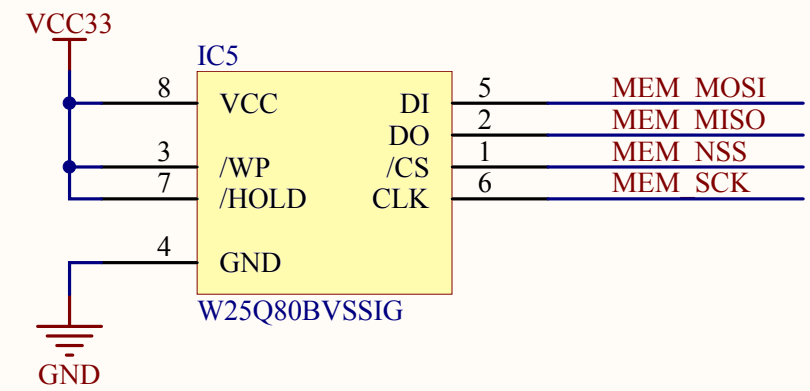 VCC33
IC5
8 VCC DI 5 MEM_MOSI
DO 2 MEM_MISO
3 /WP /CS 1 MEM_NSS
7 /HOLD CLK 6 MEM_SCK
4 GND
W25Q80BVSSIG
GND